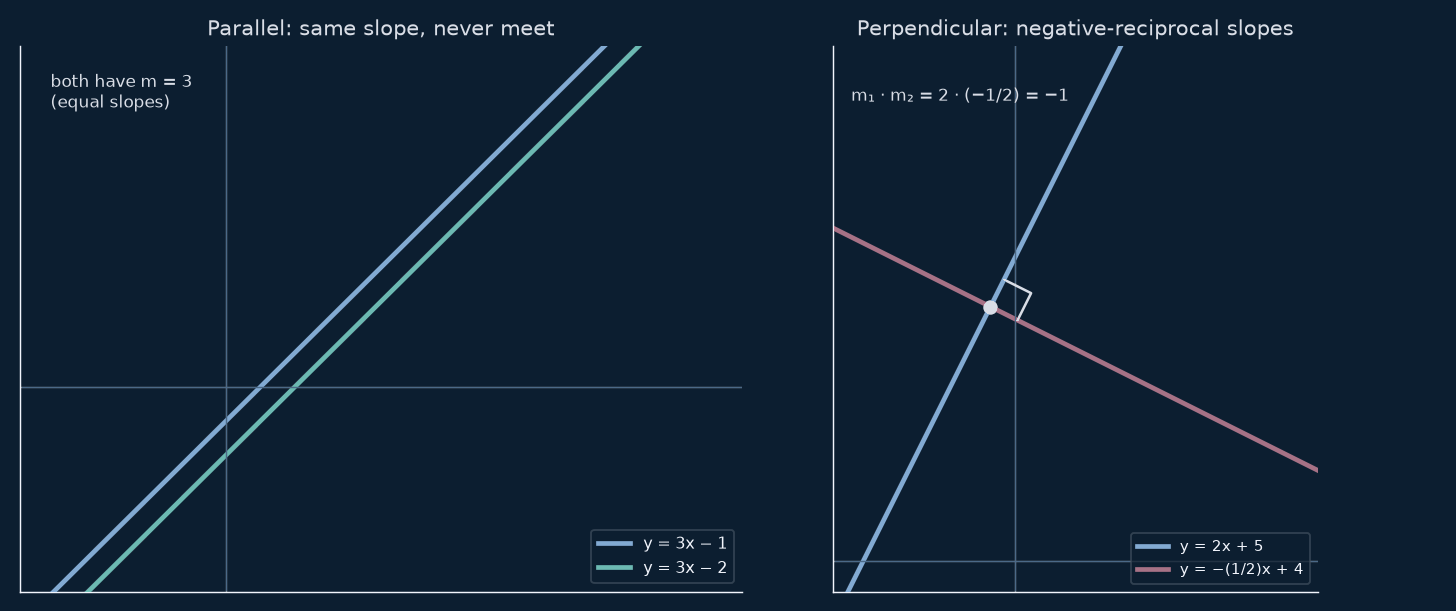 Parallel: same slope, never meet
both have m = 3
(equal slopes)
y = 3x − 1
y = 3x − 2
Perpendicular: negative-reciprocal slopes
m₁ · m₂ = 2 · (−1/2) = −1
y = 2x + 5
y = −(1/2)x + 4